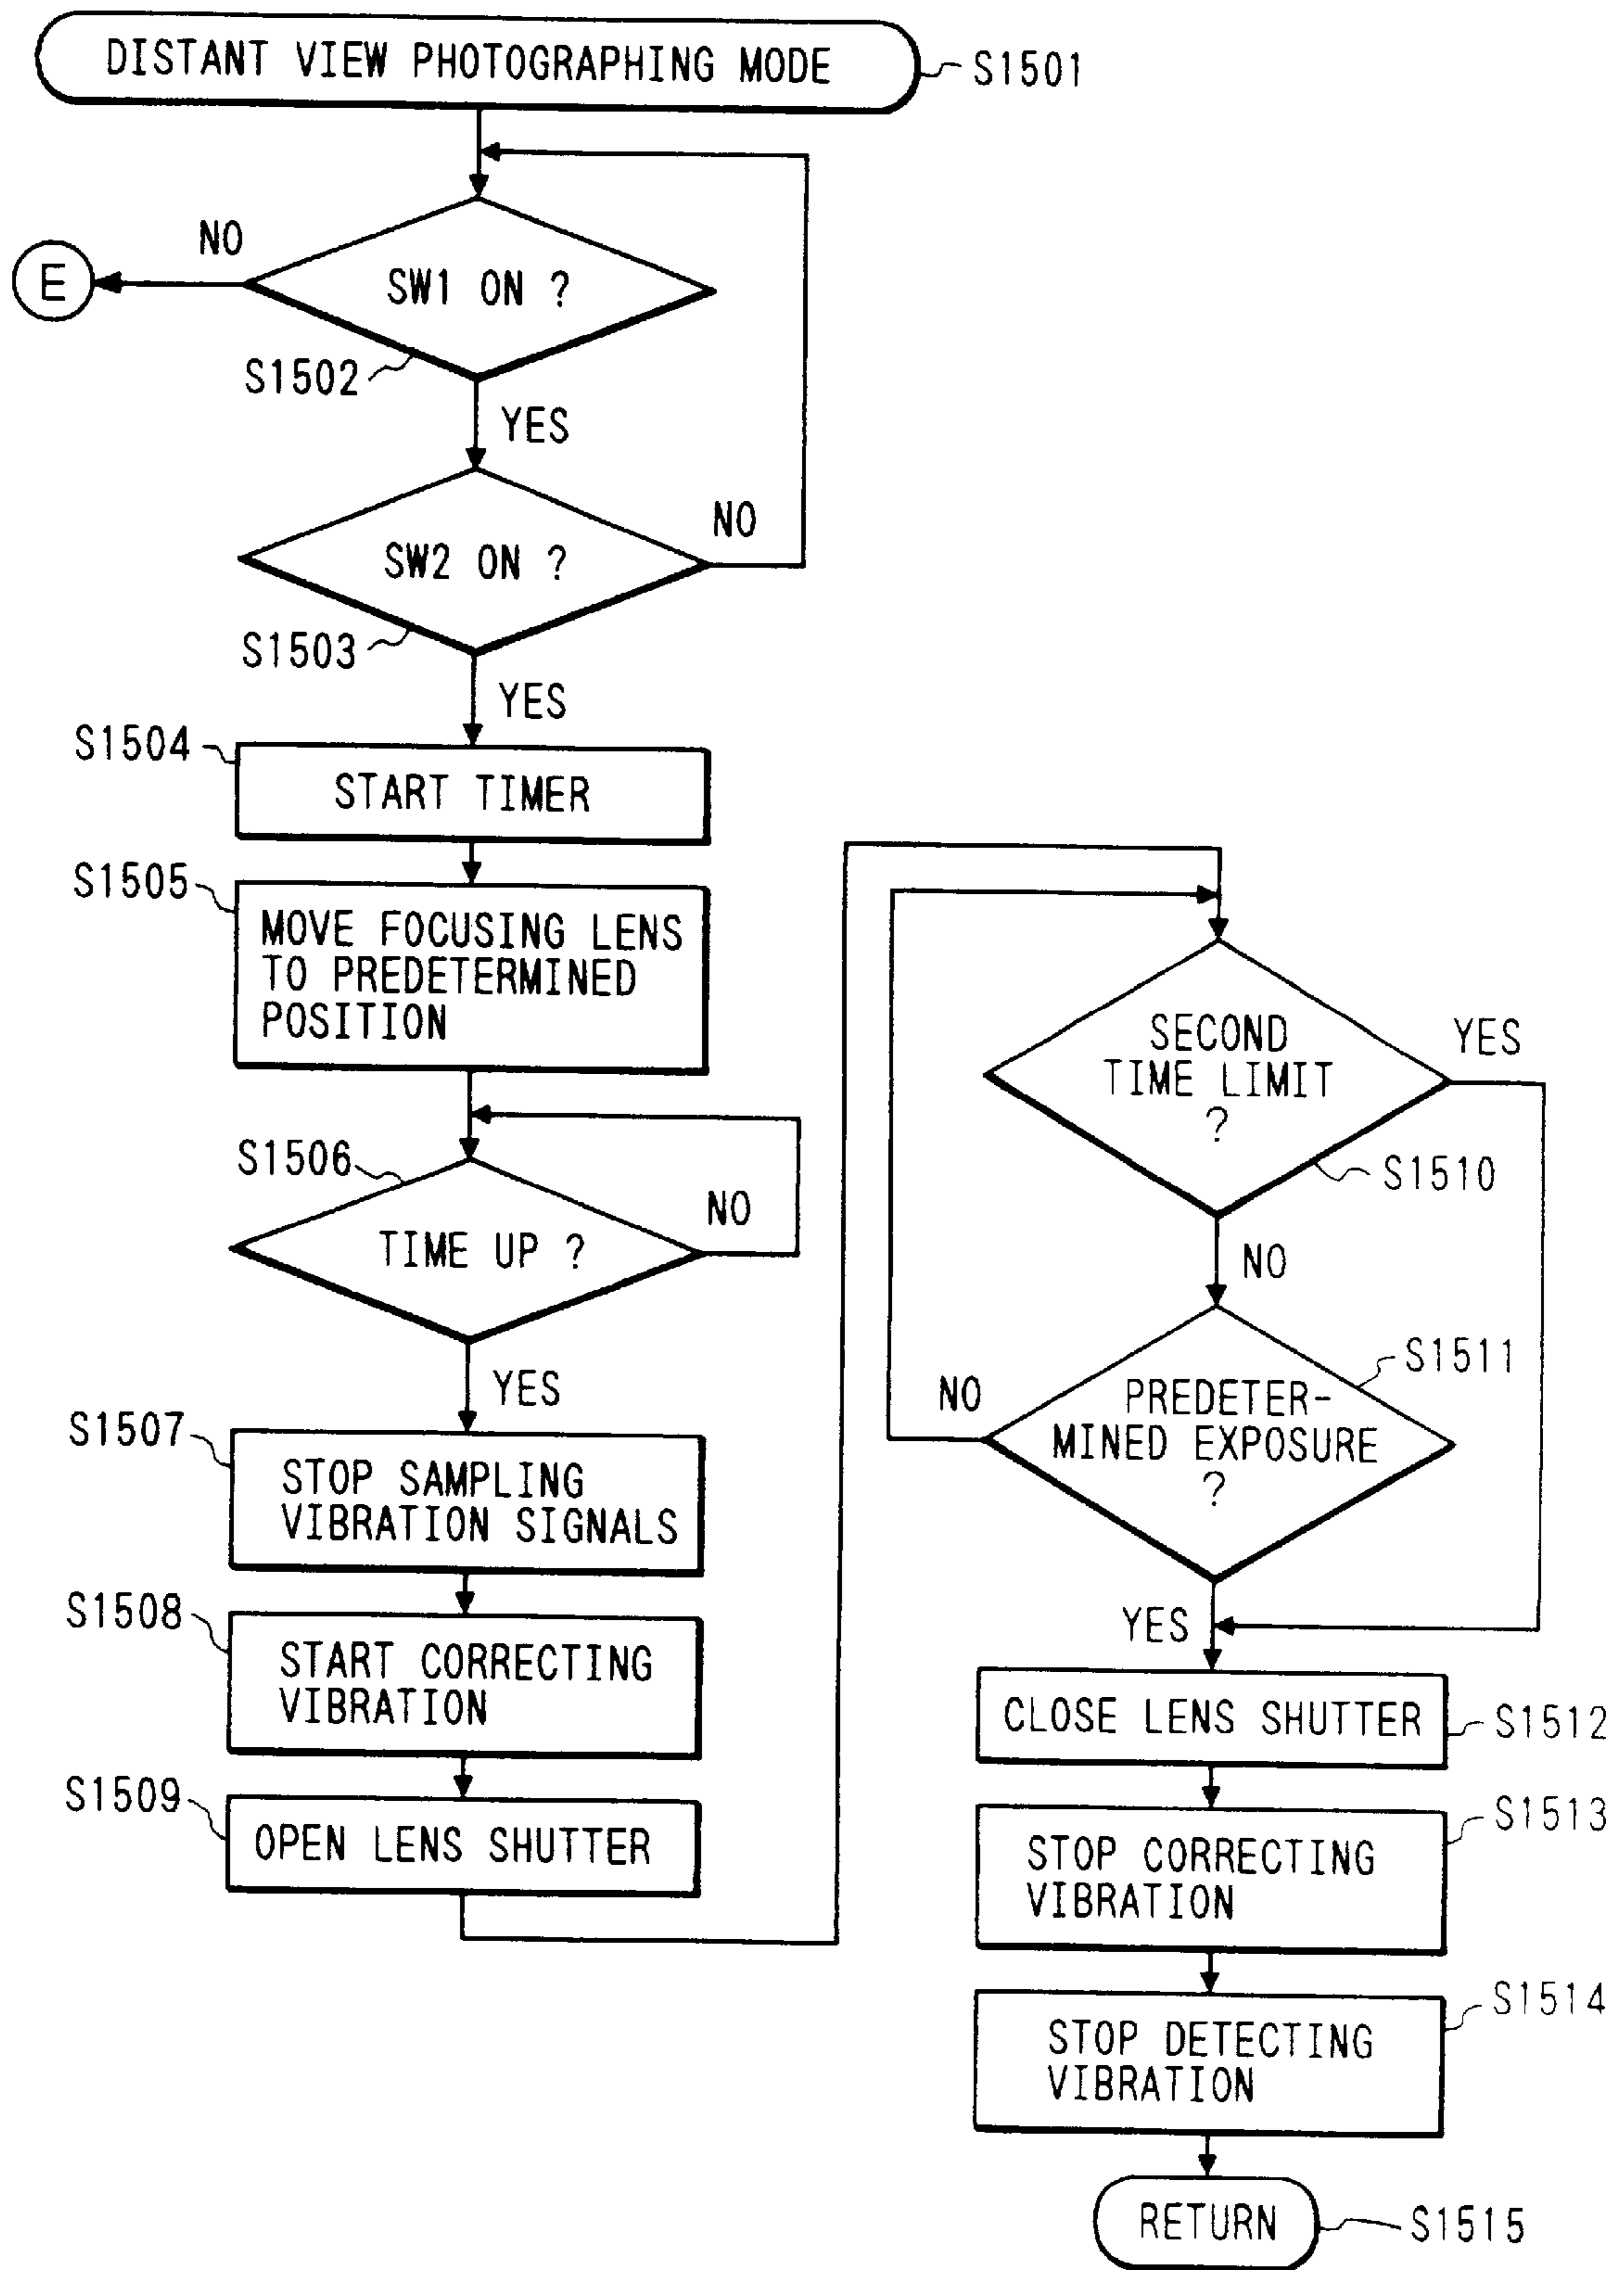 DISTANT VIEW PHOTOGRAPHING MODE
S1501
NO
E
SW1 ON ?
S1502
YES
NO
SW2 ON ?
S1503
YES
S1504
START TIMER
S1505
MOVE FOCUSING LENS
TO PREDETERMINED
POSITION
S1506
NO
TIME UP ?
YES
S1507
STOP SAMPLING
VIBRATION SIGNALS
S1508
START CORRECTING
VIBRATION
S1509
OPEN LENS SHUTTER
SECOND
TIME LIMIT
?
YES
S1510
NO
S1511
NO
PREDETER-
MINED EXPOSURE
?
YES
CLOSE LENS SHUTTER
S1512
S1513
STOP CORRECTING
VIBRATION
S1514
STOP DETECTING
VIBRATION
RETURN
S1515